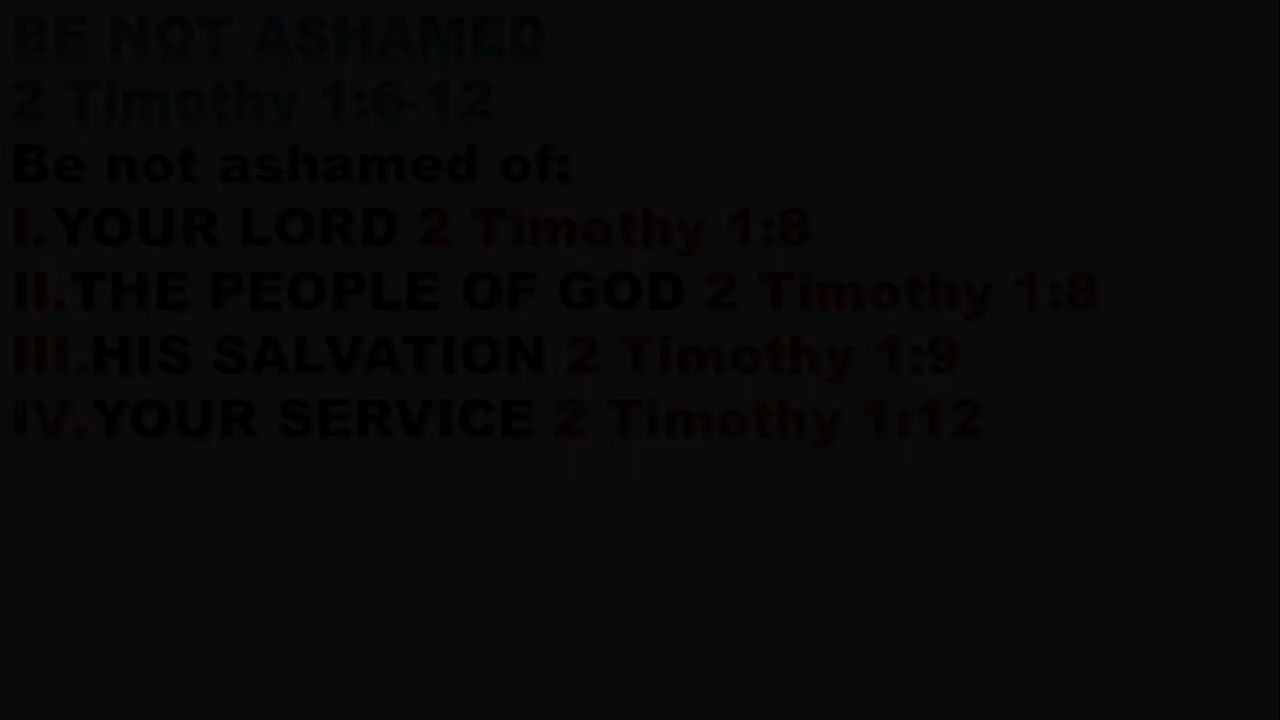 BE NOT ASHAMED
2 Timothy 1:6-12
Be not ashamed of:
I.YOUR LORD 2 Timothy 1:8
II.THE PEOPLE OF GOD 2 Timothy 1:8
III.HIS SALVATION 2 Timothy 1:9
IV.YOUR SERVICE 2 Timothy 1:12